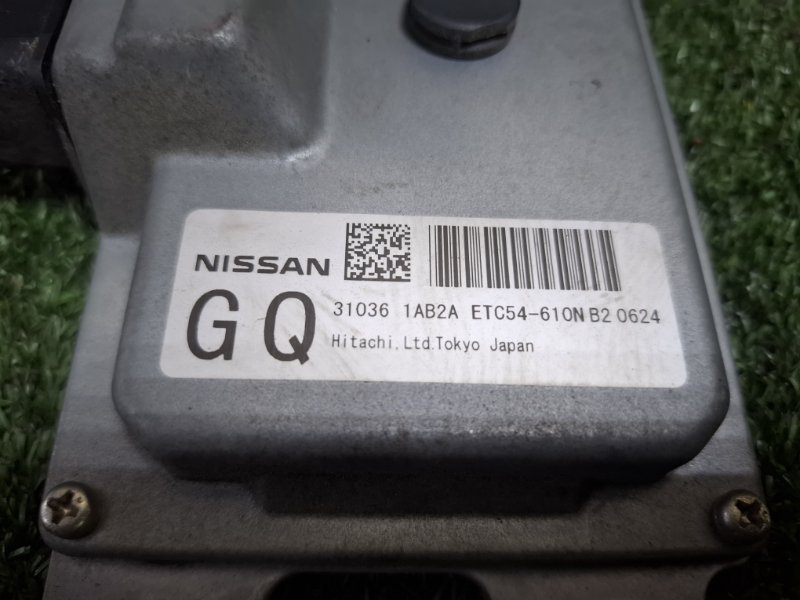 NISSAN
GQ 31036 1AB2A ETC54-610N B2 0624
Hitachi,Ltd.Tokyo Japan